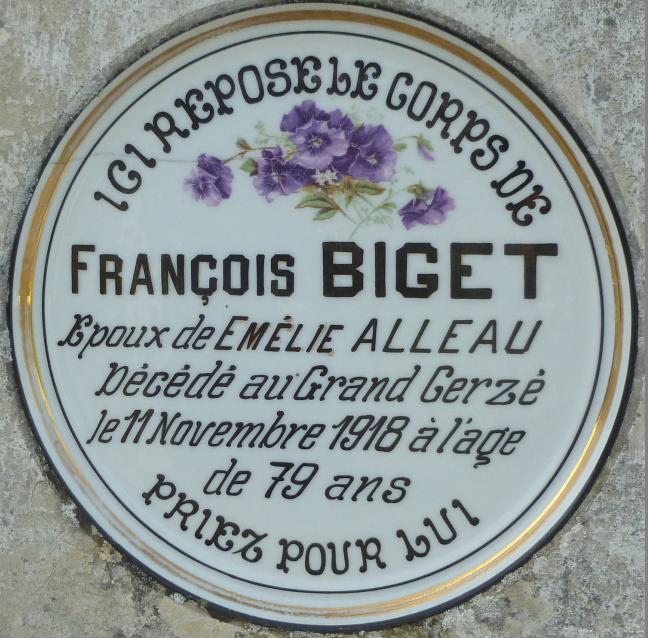 ICI REPOSE LE CORPS DE
FRANÇOIS BIGET
Epoux de EMÉLIE ALLEAU
Décédé au Grand Gerzé
le 11 Novembre 1918 à l'age
de 79 ans
PRIEZ POUR LUI